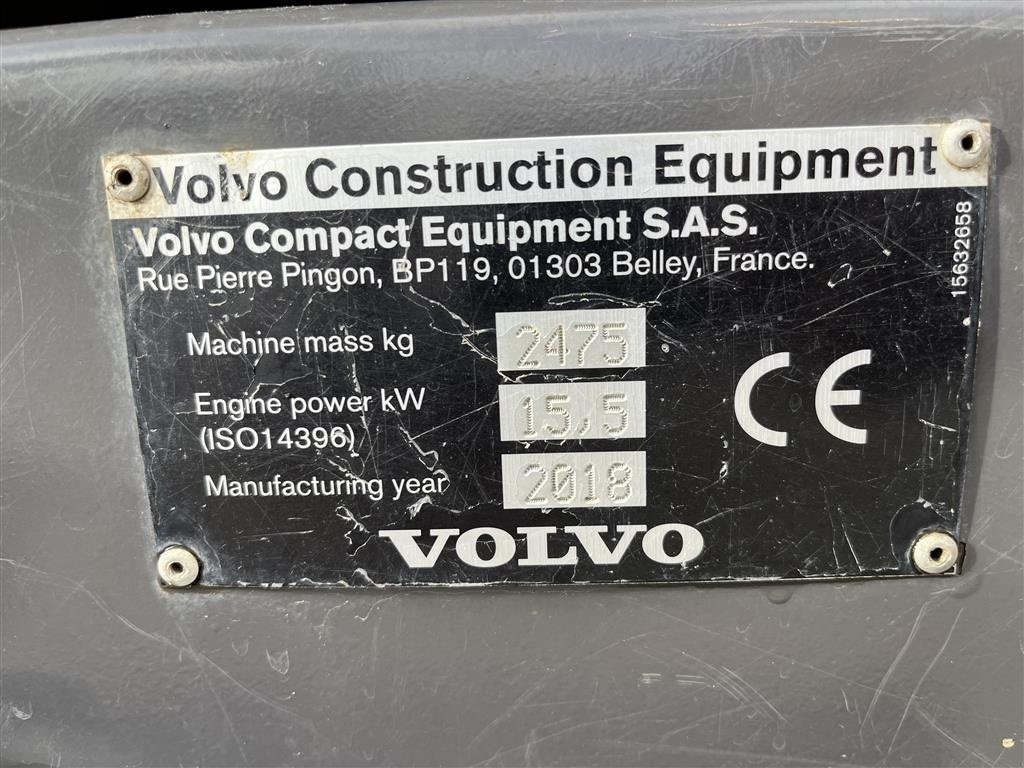 Volvo Construction Equipment
Volvo Compact Equipment S.A.S.
Rue Pierre Pingon, BP119, 01303 Belley, France.
15632658
Machine mass kg 2475
Engine power kW 15,5
(ISO14396)
Manufacturing year 2018
CE
VOLVO